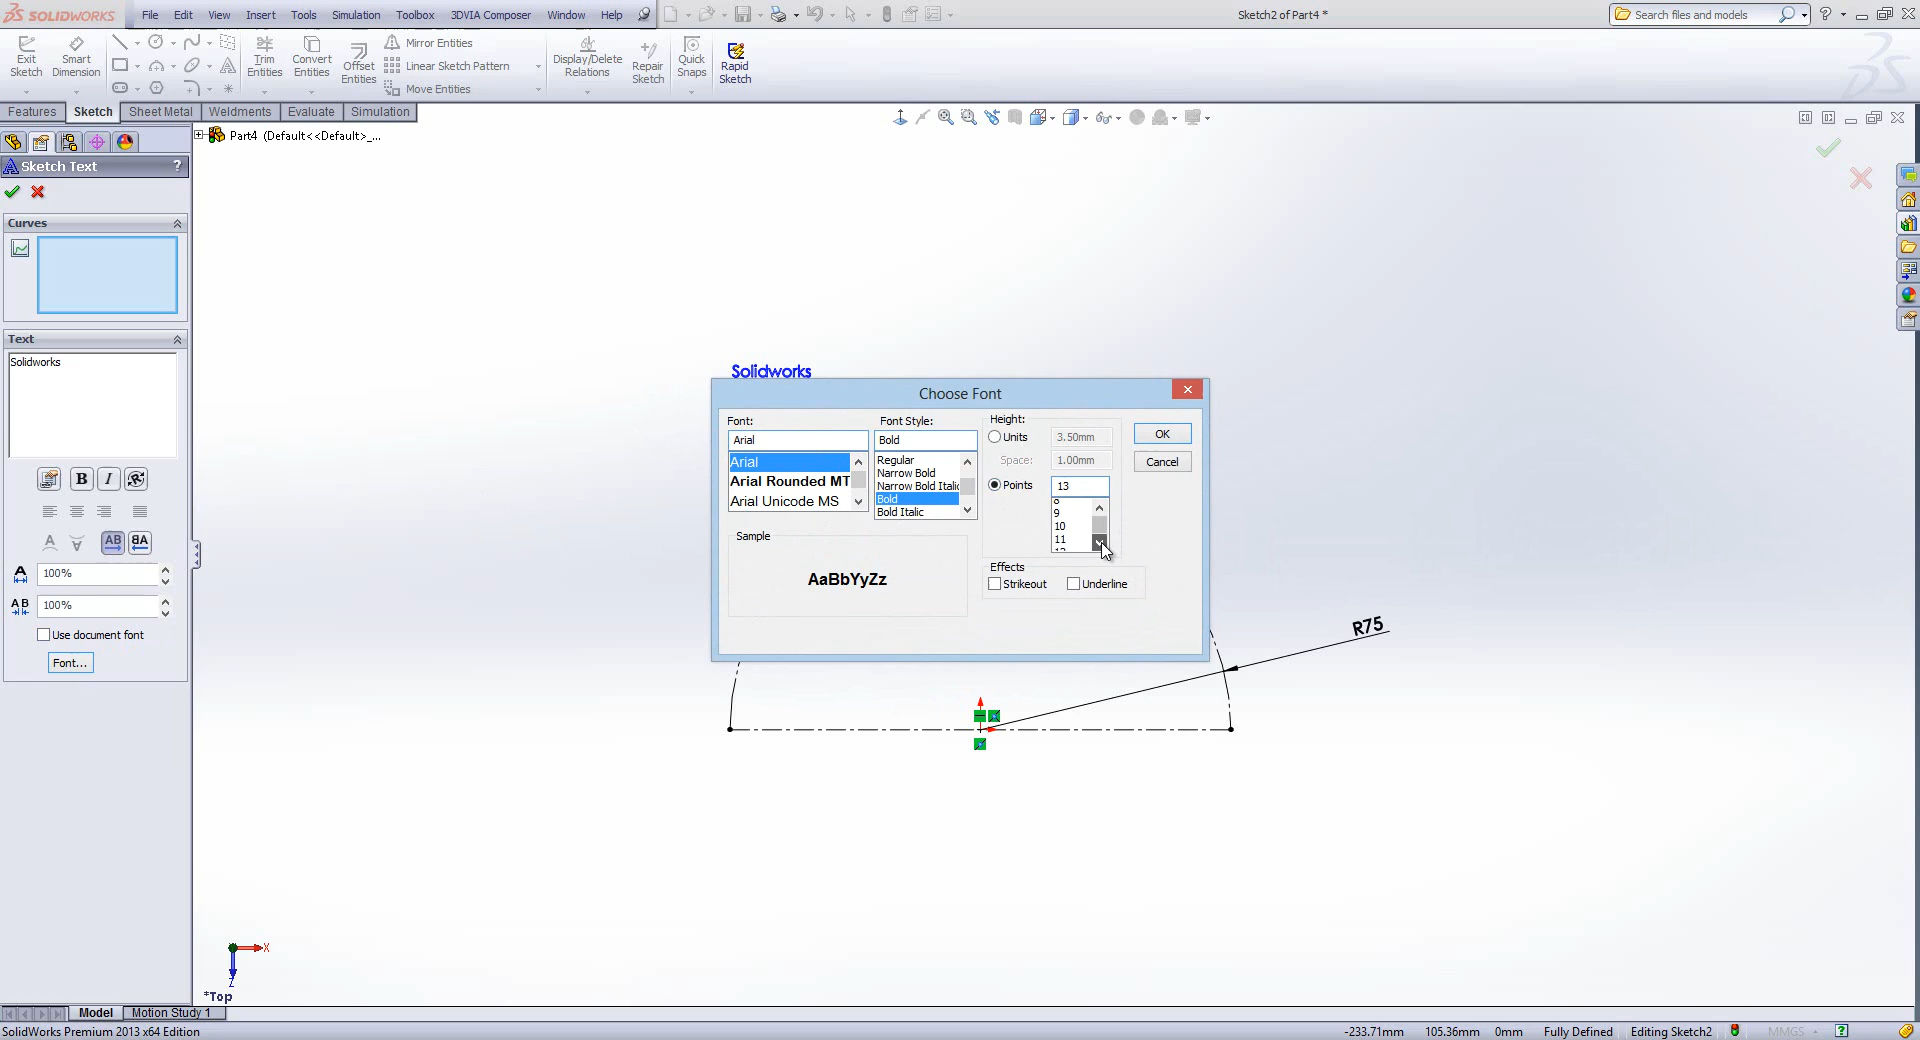 SOLIDWORKS File Edit View Insert Tools Simulation Toolbox 3DVIA Composer Window Help Sketch2 of Part4 * Search files and models ?
Exit Sketch
Smart Dimension
Trim Entities
Convert Entities
Offset Entities
Mirror Entities
Linear Sketch Pattern
Move Entities
Display/Delete Relations
Repair Sketch
Quick Snaps
Rapid Sketch
Features Sketch Sheet Metal Weldments Evaluate Simulation
Part4 (Default<<Default>_...
Sketch Text ?
Curves
Text
Solidworks
B I
AB
100%
100%
Use document font
Font...
Solidworks
Choose Font
Font: Font Style: Height:
Arial Bold Units 3.50mm OK
Arial Regular Space: 1.00mm Cancel
Arial Rounded MT Narrow Bold
Arial Unicode MS Narrow Bold Italic
Bold Points 13
Bold Italic
9
10
11
Sample
AaBbYyZz
Effects
Strikeout Underline
R75
X
Z
*Top
Model Motion Study 1
SolidWorks Premium 2013 x64 Edition -233.71mm 105.36mm 0mm Fully Defined Editing Sketch2 MMGS ?